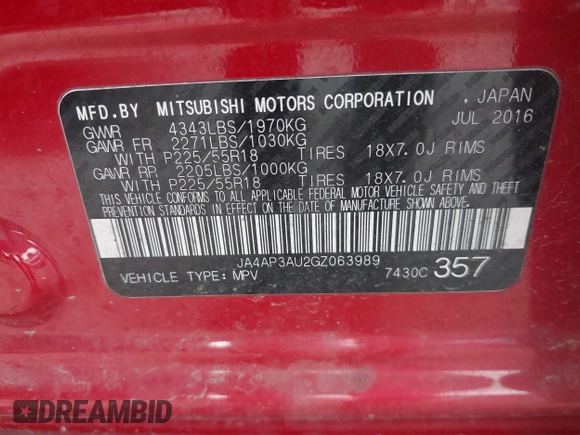 MFD.BY MITSUBISHI MOTORS CORPORATION , JAPAN
GVWR 4343LBS/1970KG JUL 2016
GAWR FR 2271LBS/1030KG
WITH P225/55R18 TIRES 18X7.0J RIMS
GAWR RR 2205LBS/1000KG
WITH P225/55R18 TIRES 18X7.0J RIMS
THIS VEHICLE CONFORMS TO ALL APPLICABLE FEDERAL MOTOR VEHICLE SAFETY AND THEFT
PREVENTION STANDARDS IN EFFECT ON THE DATE OF MANUFACTURE SHOWN ABOVE.
JA4AP3AU2GZ063989
VEHICLE TYPE: MPV 7430C 357
DREAMBID